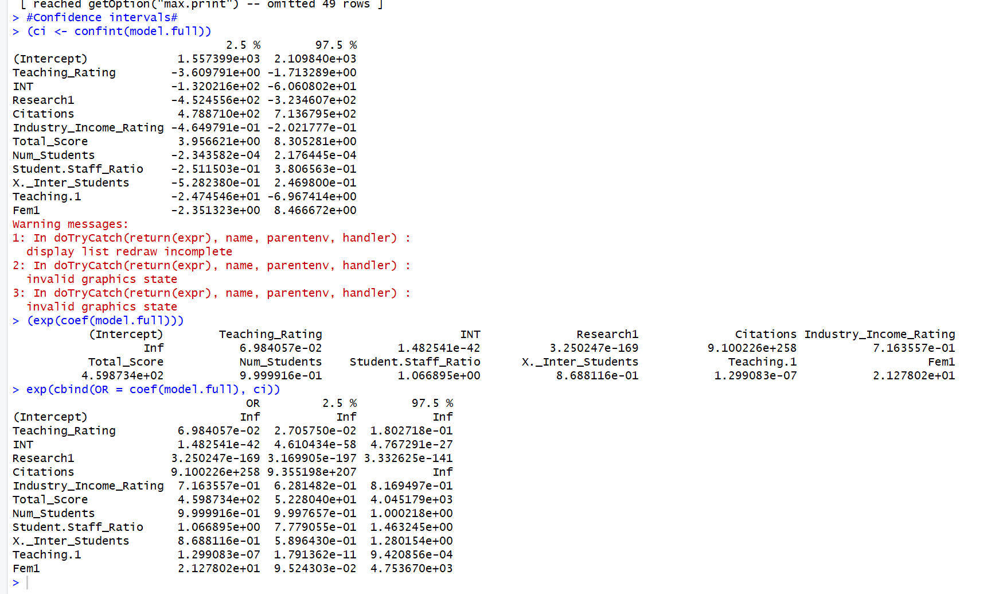 [ reached getOption("max.print") -- omitted 49 rows ]
> #Confidence intervals#
> (ci <- confint(model.full))
2.5 % 97.5 %
(Intercept) 1.557399e+03 2.109840e+03
Teaching_Rating -3.609791e+00 -1.713289e+00
INT -1.320216e+02 -6.060802e+01
Research1 -4.524556e+02 -3.234607e+02
Citations 4.788710e+02 7.136795e+02
Industry_Income_Rating -4.649791e-01 -2.021777e-01
Total_Score 3.956621e+00 8.305281e+00
Num_Students -2.343582e-04 2.176445e-04
Student.Staff_Ratio -2.511503e-01 3.806563e-01
X._Inter_Students -5.282380e-01 2.469800e-01
Teaching.1 -2.474546e+01 -6.967414e+00
Fem1 -2.351323e+00 8.466672e+00
Warning messages:
1: In doTryCatch(return(expr), name, parentenv, handler) :
display list redraw incomplete
2: In doTryCatch(return(expr), name, parentenv, handler) :
invalid graphics state
3: In doTryCatch(return(expr), name, parentenv, handler) :
invalid graphics state
> (exp(coef(model.full)))
(Intercept) Teaching_Rating INT Research1 Citations Industry_Income_Rating
Inf 6.984057e-02 1.482541e-42 3.250247e-169 9.100226e+258 7.163557e-01
Total_Score Num_Students Student.Staff_Ratio X._Inter_Students Teaching.1 Fem1
4.598734e+02 9.999916e-01 1.066895e+00 8.688116e-01 1.299083e-07 2.127802e+01
> exp(cbind(OR = coef(model.full), ci))
OR 2.5 % 97.5 %
(Intercept) Inf Inf Inf
Teaching_Rating 6.984057e-02 2.705750e-02 1.802718e-01
INT 1.482541e-42 4.610434e-58 4.767291e-27
Research1 3.250247e-169 3.169905e-197 3.332625e-141
Citations 9.100226e+258 9.355198e+207 Inf
Industry_Income_Rating 7.163557e-01 6.281482e-01 8.169497e-01
Total_Score 4.598734e+02 5.228040e+01 4.045179e+03
Num_Students 9.999916e-01 9.997657e-01 1.000218e+00
Student.Staff_Ratio 1.066895e+00 7.779055e-01 1.463245e+00
X._Inter_Students 8.688116e-01 5.896430e-01 1.280154e+00
Teaching.1 1.299083e-07 1.791362e-11 9.420856e-04
Fem1 2.127802e+01 9.524303e-02 4.753670e+03
>